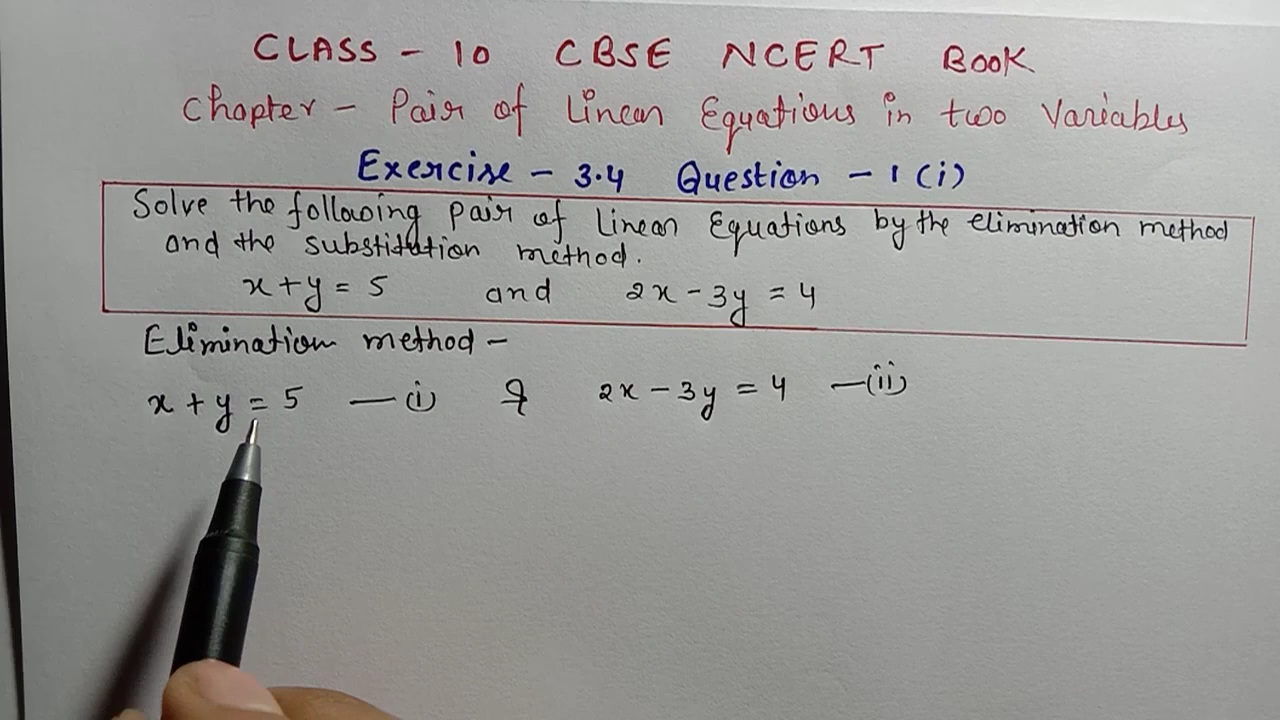 CLASS - 10 CBSE NCERT BOOK
Chapter - Pair of Linear Equations in two Variables
Exercise - 3.4 Question - 1 (i)
Solve the following pair of linear Equations by the elimination method
and the substitution method.
x + y = 5 and 2x - 3y = 4
Elimination method -
x + y = 5 —(i) & 2x - 3y = 4 —(ii)